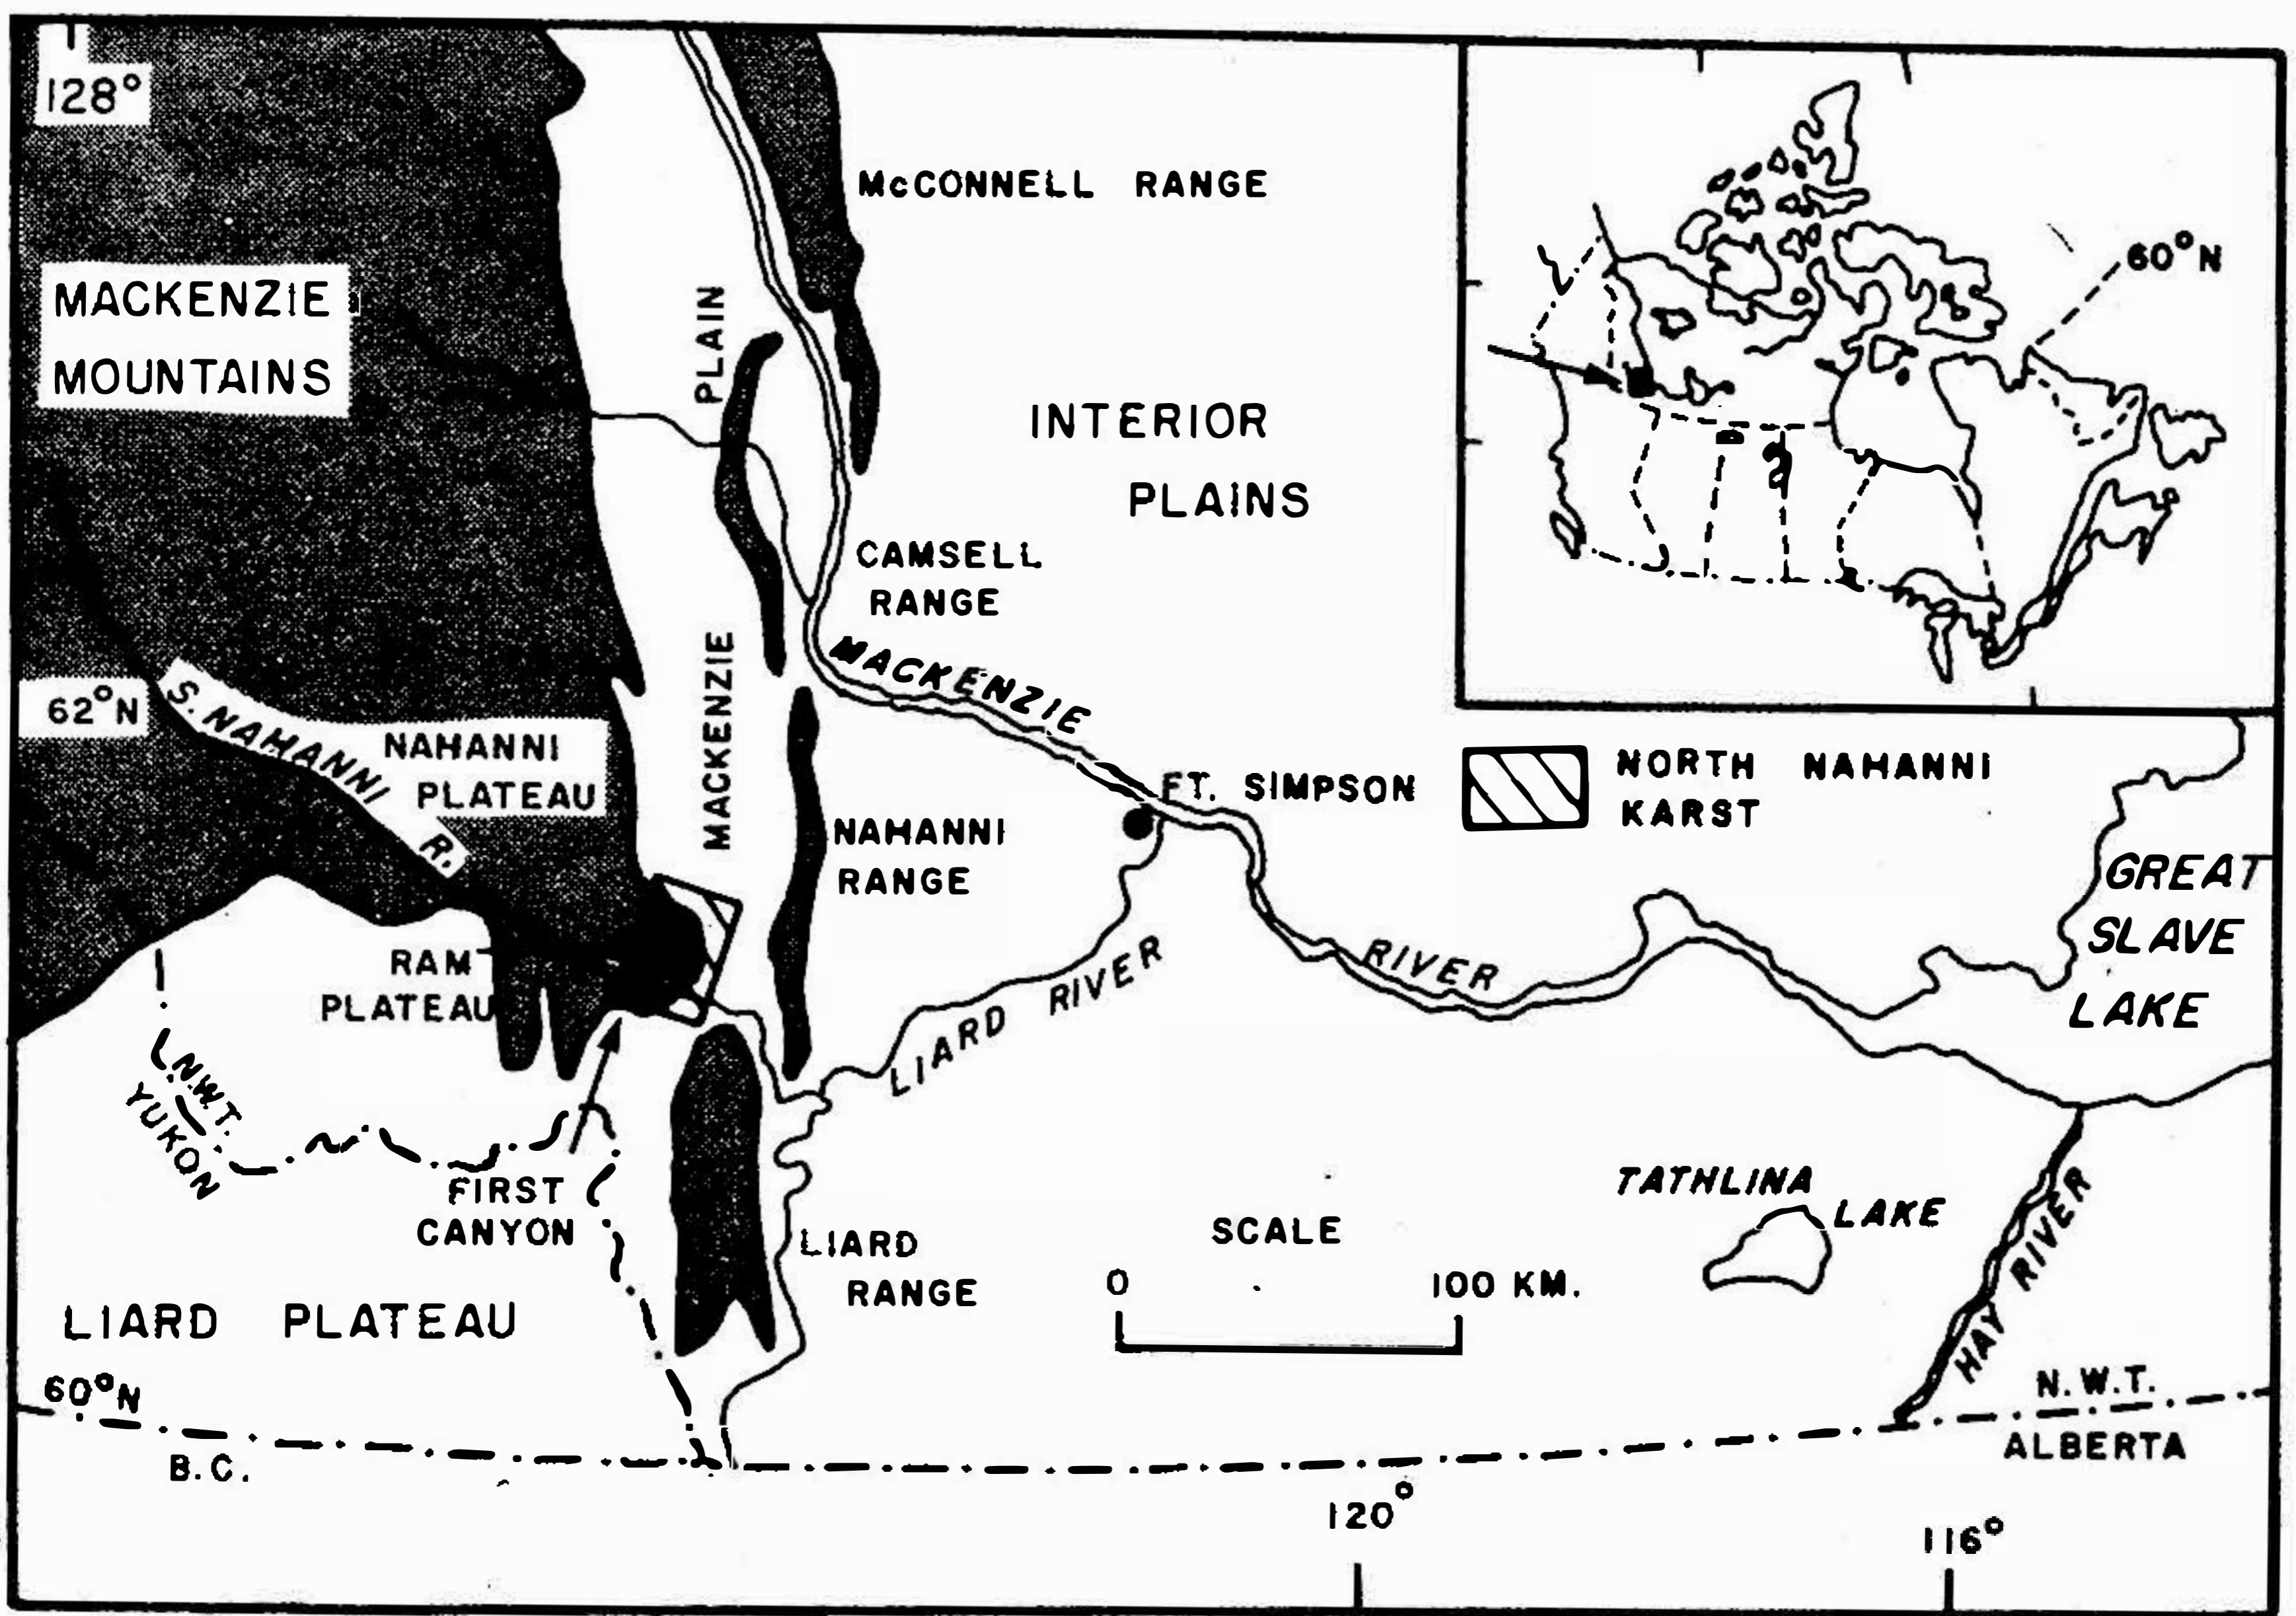 128°
McCONNELL RANGE
60°N
MACKENZIE
MOUNTAINS
PLAIN
INTERIOR
PLAINS
CAMSELL
RANGE
MACKENZIE
MACKENZIE
62°N
S. NAHANNI
R.
NAHANNI
PLATEAU
FT. SIMPSON
NORTH NAHANNI
KARST
NAHANNI
RANGE
GREAT
SLAVE
LAKE
RAM
PLATEAU
LIARD RIVER
RIVER
N.W.T.
YUKON
FIRST
CANYON
TATHLINA
LAKE
HAY RIVER
LIARD
RANGE
SCALE
0 100 KM.
LIARD PLATEAU
60°N
B.C.
N.W.T.
ALBERTA
120°
116°